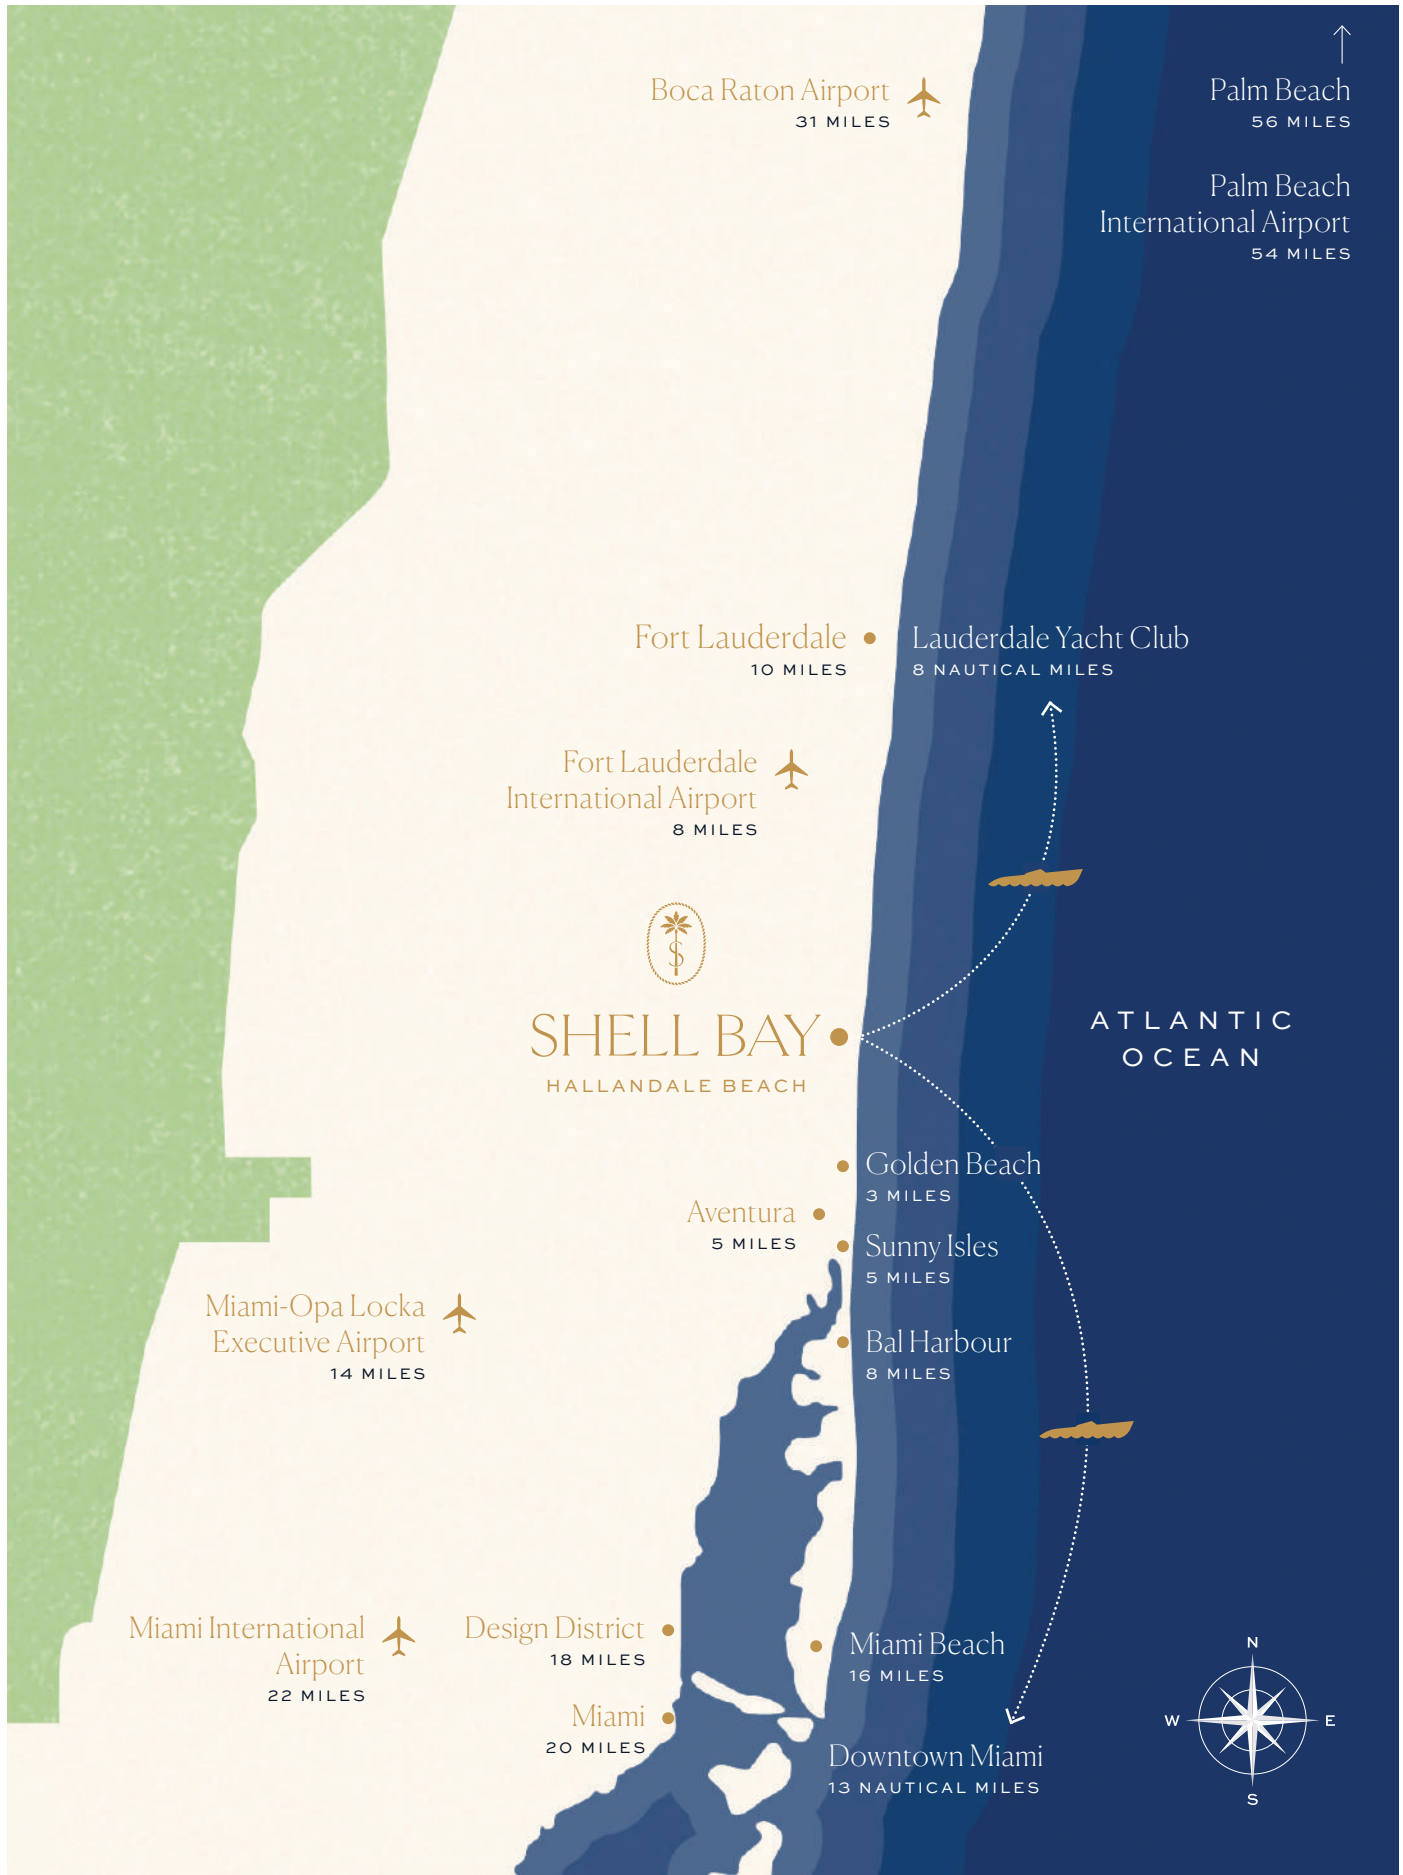 Boca Raton Airport
31 MILES
Palm Beach
56 MILES
Palm Beach
International Airport
54 MILES
Fort Lauderdale
10 MILES
Lauderdale Yacht Club
8 NAUTICAL MILES
Fort Lauderdale
International Airport
8 MILES
S
SHELL BAY
HALLANDALE BEACH
ATLANTIC
OCEAN
Golden Beach
3 MILES
Aventura
5 MILES
Sunny Isles
5 MILES
Miami-Opa Locka
Executive Airport
14 MILES
Bal Harbour
8 MILES
Miami International
Airport
22 MILES
Design District
18 MILES
Miami Beach
16 MILES
Miami
20 MILES
Downtown Miami
13 NAUTICAL MILES
N
W
E
S